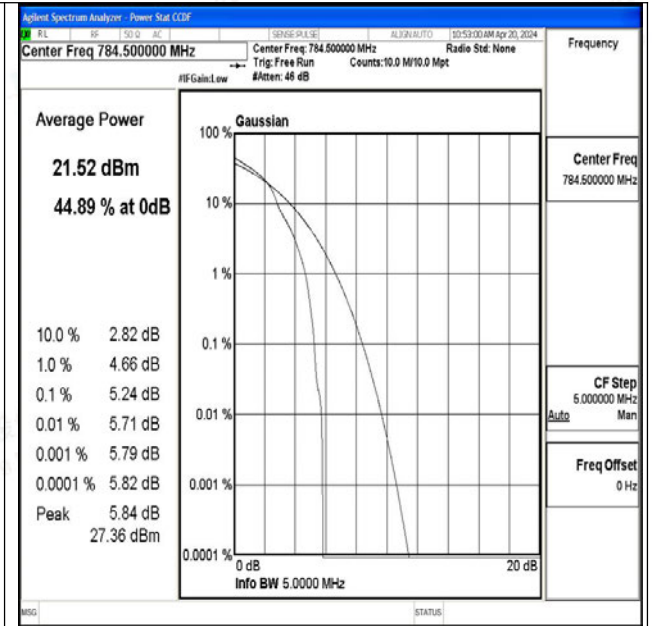 Agilent Spectrum Analyzer - Power Stat CCDF
RL RF 50 Ω AC SENSE:PULSE ALIGN AUTO 10:53:00 AM Apr 20, 2024
Center Freq 784.500000 MHz
Center Freq: 784.500000 MHz Radio Std: None
Trig: Free Run Counts:10.0 M/10.0 Mpt
#IFGain:Low #Atten: 46 dB
Frequency
Average Power
21.52 dBm
44.89 % at 0dB
10.0 % 2.82 dB
1.0 % 4.66 dB
0.1 % 5.24 dB
0.01 % 5.71 dB
0.001 % 5.79 dB
0.0001 % 5.82 dB
Peak 5.84 dB
27.36 dBm
Gaussian
100 %
10 %
1 %
0.1 %
0.01 %
0.001 %
0.0001 %
0 dB 20 dB
Info BW 5.0000 MHz
Center Freq
784.500000 MHz
CF Step
5.000000 MHz
Auto Man
Freq Offset
0 Hz
MSG STATUS